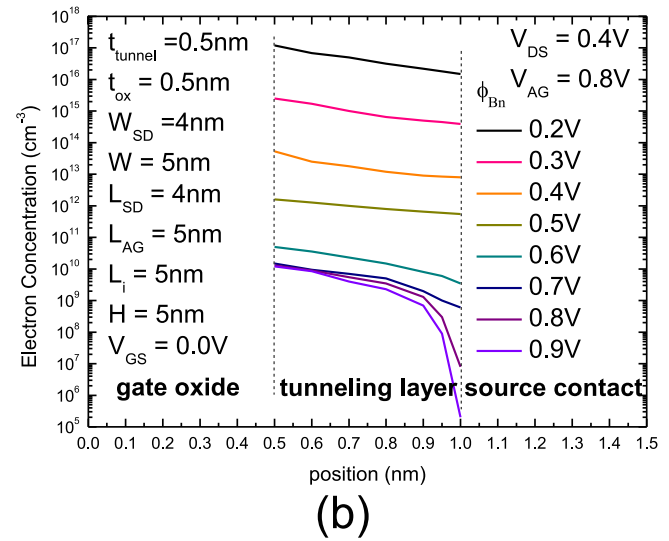 10^17
10^16
10^15
10^14
10^13
10^12
10^11
10^10
10^9
10^8
10^7
10^6
10^5
Electron Concentration (cm^-3)
t_tunnel =0.5nm
t_ox = 0.5nm
W_SD =4nm
W = 5nm
L_SD = 4nm
L_AG = 5nm
L_i = 5nm
H = 5nm
V_GS = 0.0V
V_DS = 0.4V
V_AG = 0.8V
ϕ_Bn
0.2V
0.3V
0.4V
0.5V
0.6V
0.7V
0.8V
0.9V
gate oxide
tunneling layer source contact
0.0 0.1 0.2 0.3 0.4 0.5 0.6 0.7 0.8 0.9 1.0 1.1 1.2 1.3 1.4 1.5
position (nm)
(b)